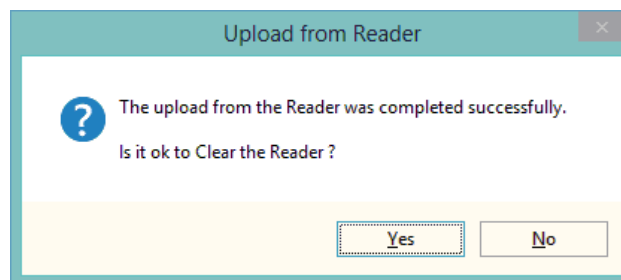 Upload from Reader
The upload from the Reader was completed successfully.
Is it ok to Clear the Reader ?
Yes
No